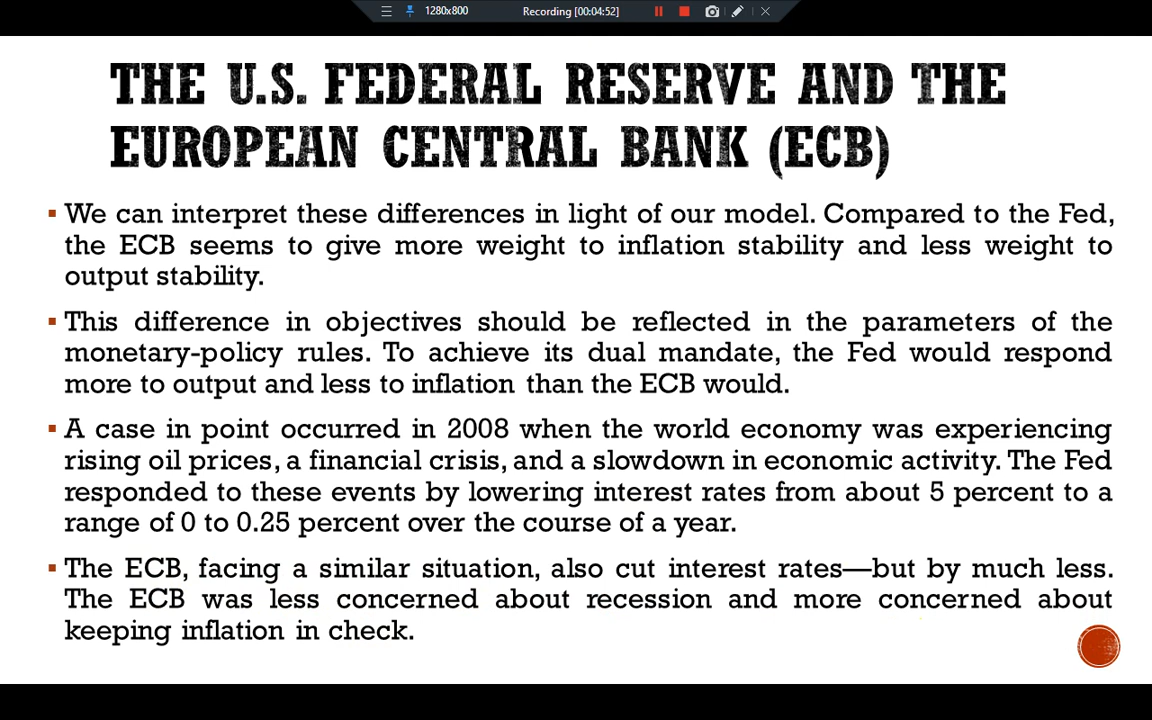 1280x800 Recording [00:04:52]
THE U.S. FEDERAL RESERVE AND THE
EUROPEAN CENTRAL BANK (ECB)
▪ We can interpret these differences in light of our model. Compared to the Fed,
the ECB seems to give more weight to inflation stability and less weight to
output stability.
▪ This difference in objectives should be reflected in the parameters of the
monetary-policy rules. To achieve its dual mandate, the Fed would respond
more to output and less to inflation than the ECB would.
▪ A case in point occurred in 2008 when the world economy was experiencing
rising oil prices, a financial crisis, and a slowdown in economic activity. The Fed
responded to these events by lowering interest rates from about 5 percent to a
range of 0 to 0.25 percent over the course of a year.
▪ The ECB, facing a similar situation, also cut interest rates—but by much less.
The ECB was less concerned about recession and more concerned about
keeping inflation in check.